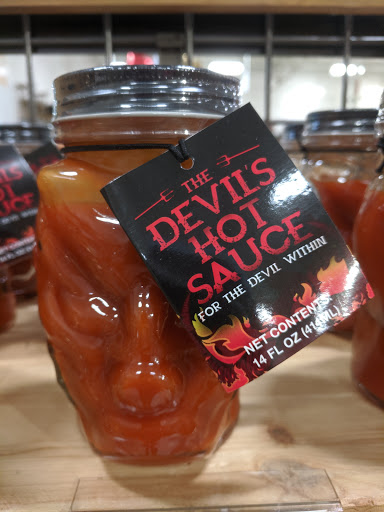 THE
DEVIL'S
HOT
SAUCE
FOR THE DEVIL WITHIN
NET CONTENTS
14 FL OZ (414ML)